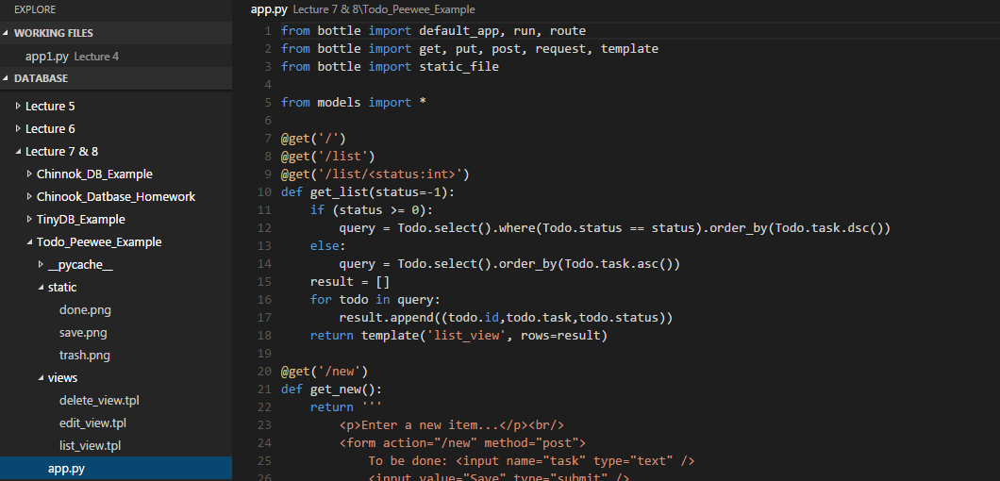 EXPLORE
WORKING FILES
app1.py Lecture 4
DATABASE
Lecture 5
Lecture 6
Lecture 7 & 8
Chinnok_DB_Example
Chinook_Datbase_Homework
TinyDB_Example
Todo_Peewee_Example
__pycache__
static
done.png
save.png
trash.png
views
delete_view.tpl
edit_view.tpl
list_view.tpl
app.py
app.py Lecture 7 & 8\Todo_Peewee_Example
1 from bottle import default_app, run, route
2 from bottle import get, put, post, request, template
3 from bottle import static_file
4
5 from models import *
6
7 @get('/')
8 @get('/list')
9 @get('/list/<status:int>')
10 def get_list(status=-1):
11 if (status >= 0):
12 query = Todo.select().where(Todo.status == status).order_by(Todo.task.dsc())
13 else:
14 query = Todo.select().order_by(Todo.task.asc())
15 result = []
16 for todo in query:
17 result.append((todo.id,todo.task,todo.status))
18 return template('list_view', rows=result)
19
20 @get('/new')
21 def get_new():
22 return '''
23 <p>Enter a new item...</p><br/>
24 <form action="/new" method="post">
25 To be done: <input name="task" type="text" />
26 <input value="Save" type="submit" />